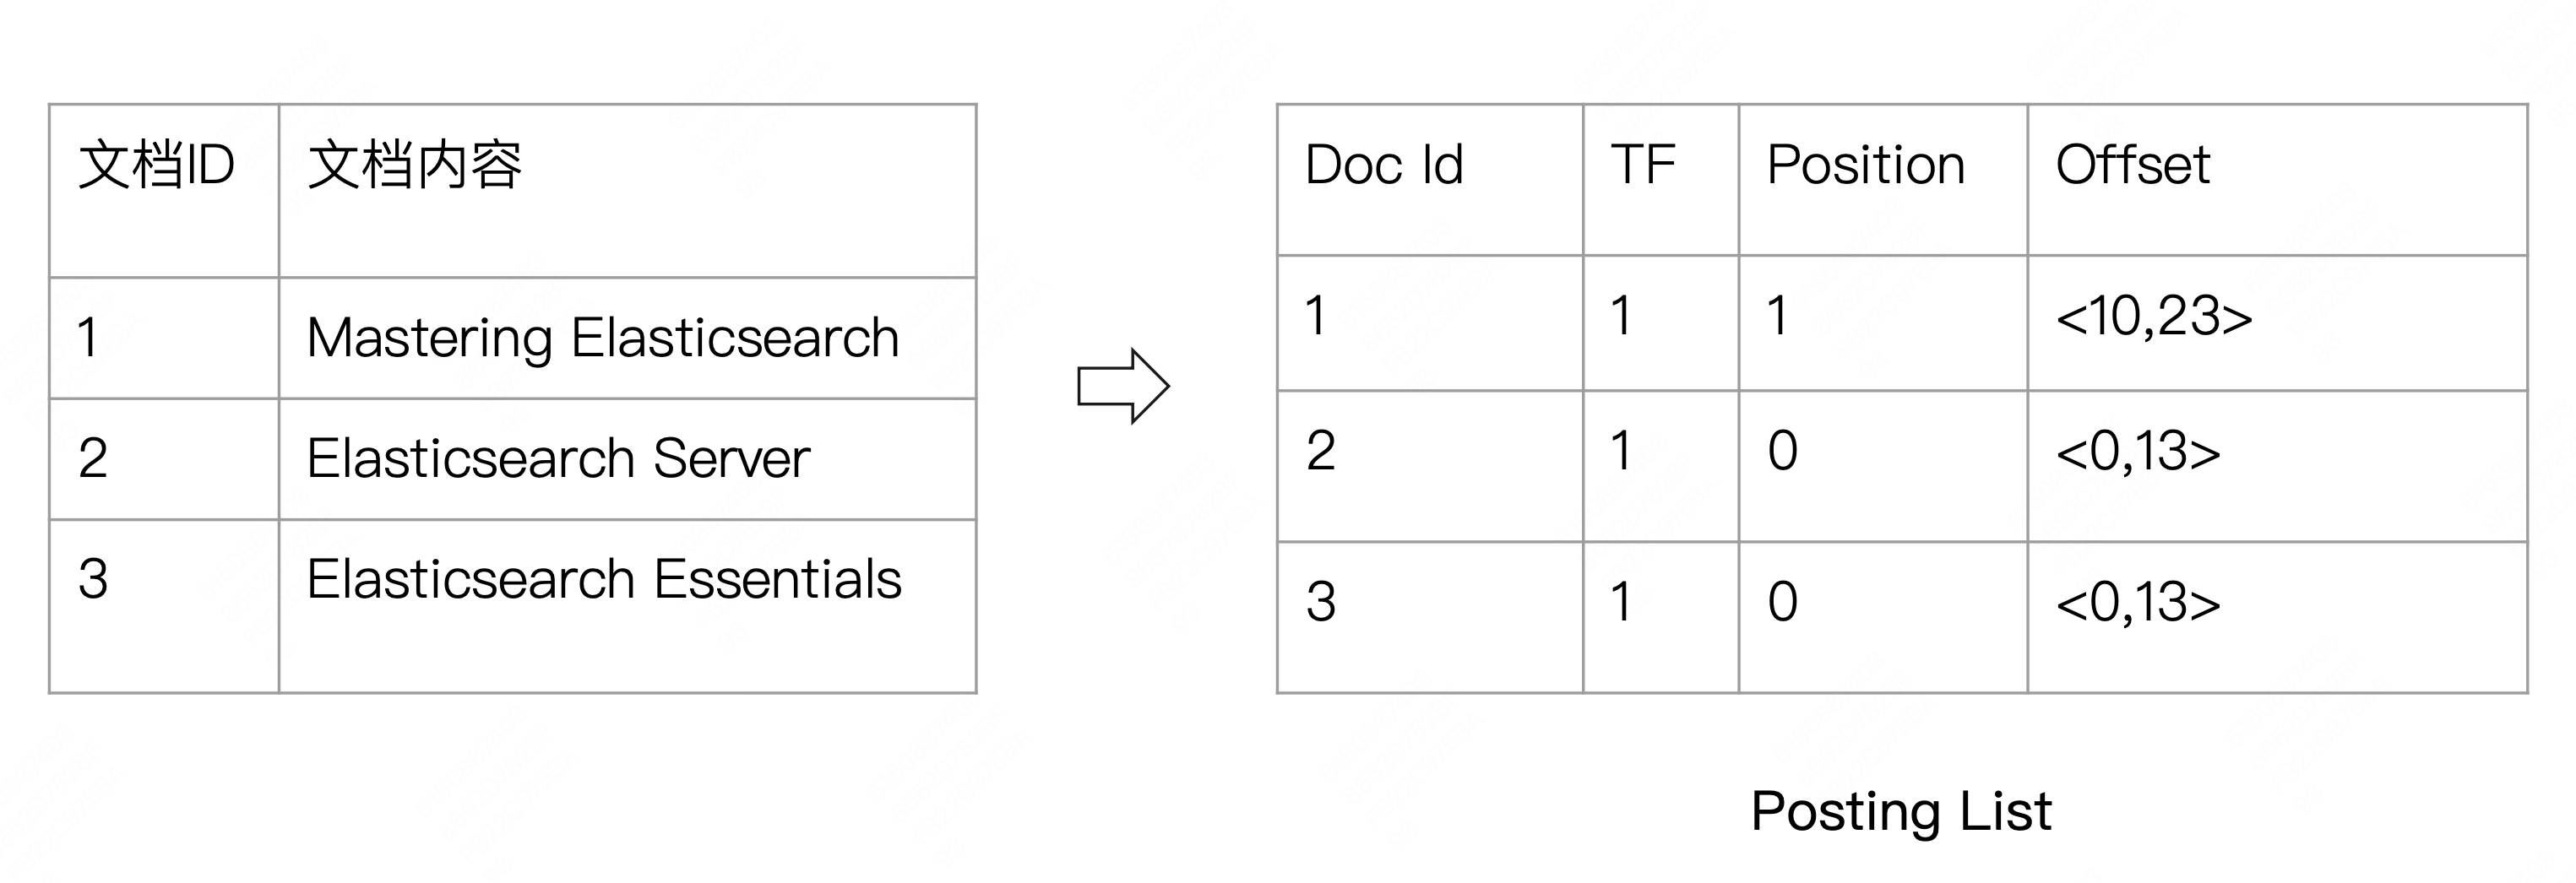 文档ID 文档内容
1 Mastering Elasticsearch
2 Elasticsearch Server
3 Elasticsearch Essentials
Doc Id TF Position Offset
1 1 1 <10,23>
2 1 0 <0,13>
3 1 0 <0,13>
Posting List